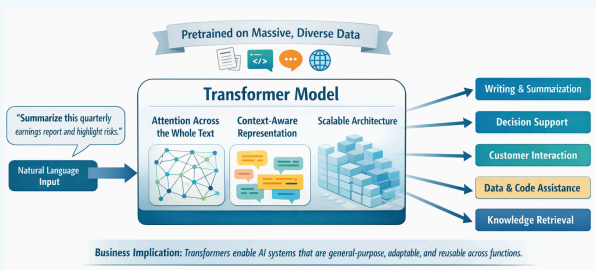 Pretrained on Massive, Diverse Data
</>
Transformer Model
"Summarize this quarterly
earnings report and highlight risks."
Natural Language
Input
Attention Across
the Whole Text
Context-Aware
Representation
Scalable Architecture
Writing & Summarization
Decision Support
Customer Interaction
Data & Code Assistance
Knowledge Retrieval
Business Implication: Transformers enable AI systems that are general-purpose, adaptable, and reusable across functions.